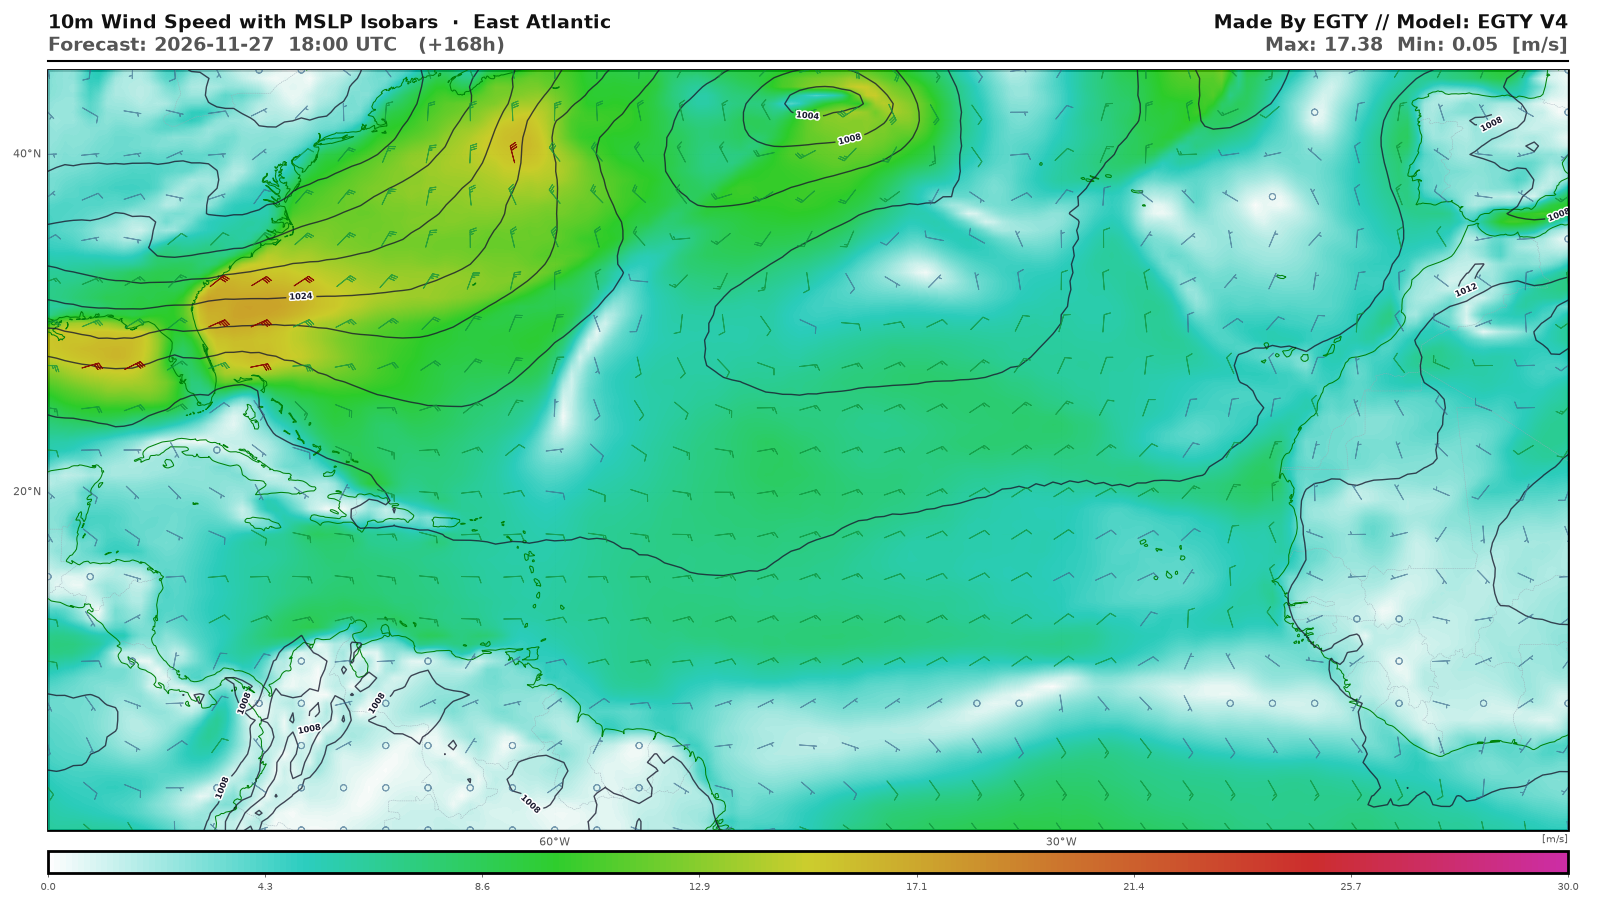 10m Wind Speed with MSLP Isobars · East Atlantic
Made By EGTY // Model: EGTY V4
Forecast: 2026-11-27 18:00 UTC (+168h)
Max: 17.38 Min: 0.05 [m/s]
1004
1008
1008
40°N
1008
1012
1024
20°N
1008
1008
1008
1008
1008
60°W
30°W
[m/s]
0.0
4.3
8.6
12.9
17.1
21.4
25.7
30.0